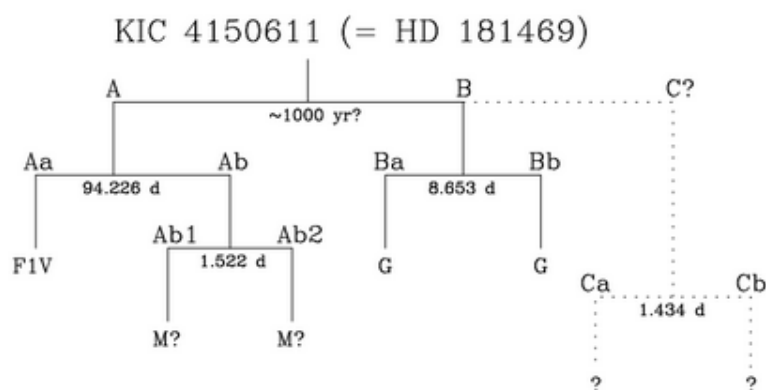 KIC 4150611 (= HD 181469)
A B C?
~1000 yr?
Aa Ab Ba Bb
94.226 d 8.653 d
Ab1 Ab2
F1V 1.522 d G G
Ca Cb
1.434 d
M? M?
? ?